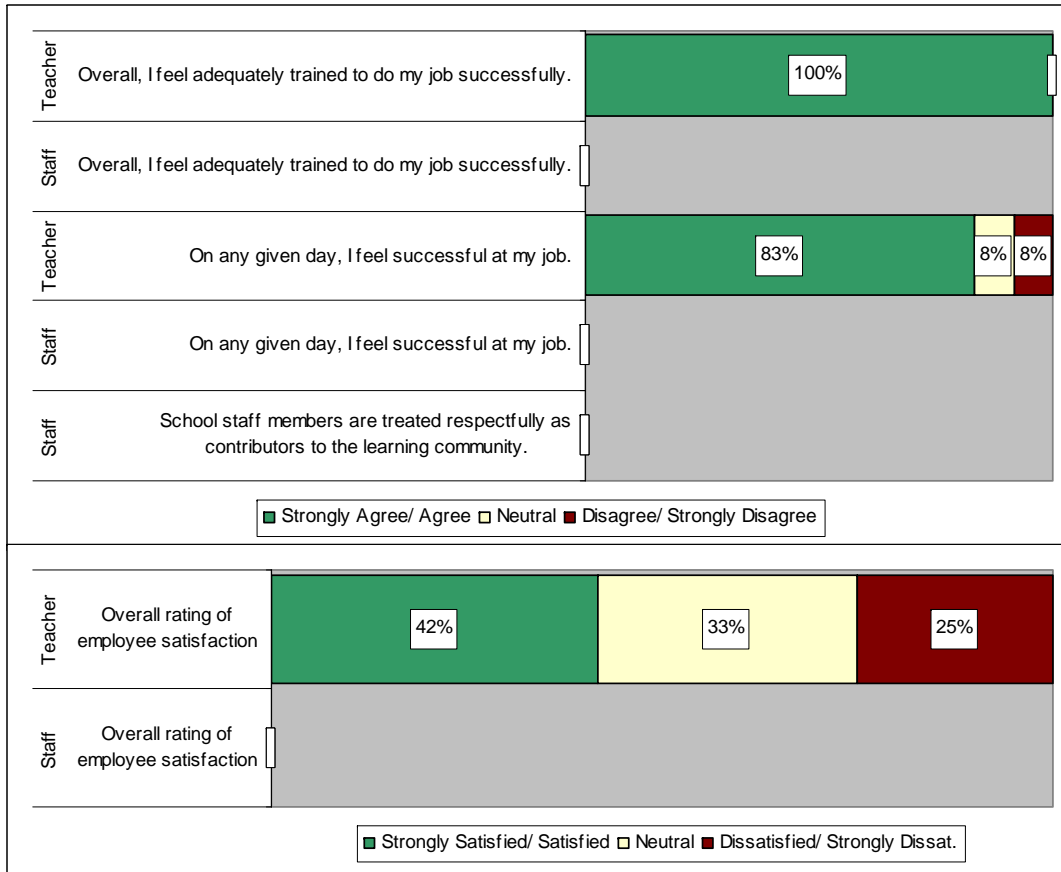 Teacher
Overall, I feel adequately trained to do my job successfully.
100%
Staff
Overall, I feel adequately trained to do my job successfully.
Teacher
On any given day, I feel successful at my job.
83%
8%
8%
Staff
On any given day, I feel successful at my job.
Staff
School staff members are treated respectfully as
contributors to the learning community.
Strongly Agree/ Agree
Neutral
Disagree/ Strongly Disagree
Teacher
Overall rating of
employee satisfaction
42%
33%
25%
Staff
Overall rating of
employee satisfaction
Strongly Satisfied/ Satisfied
Neutral
Dissatisfied/ Strongly Dissat.